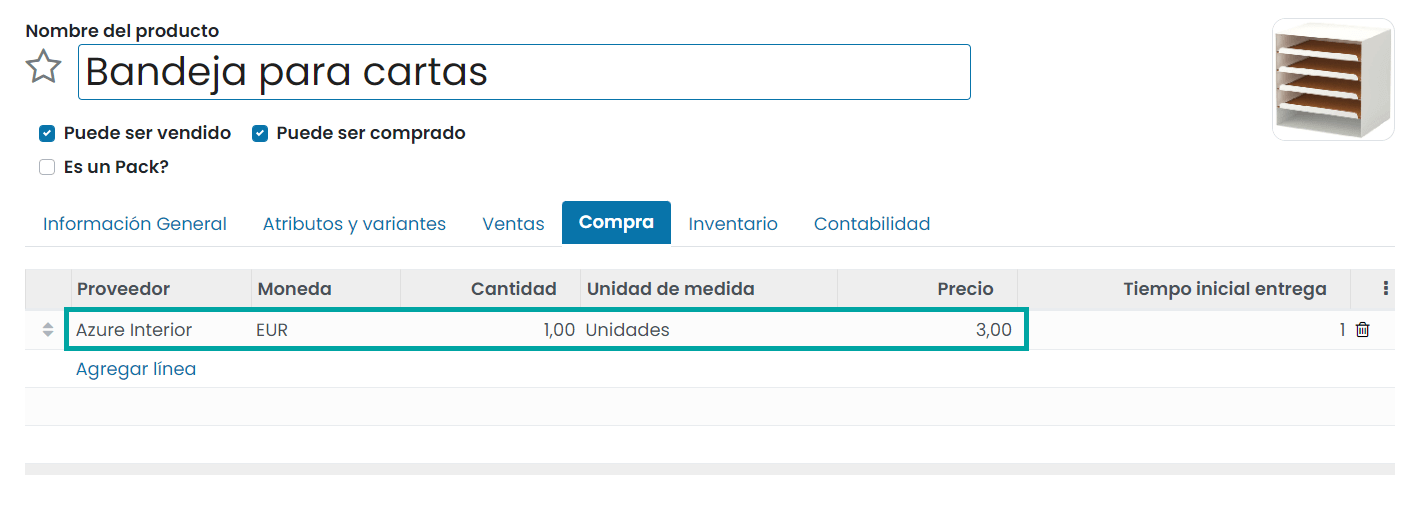 Nombre del producto
Bandeja para cartas
Puede ser vendido Puede ser comprado
Es un Pack?
Información General Atributos y variantes Ventas Compra Inventario Contabilidad
Proveedor Moneda Cantidad Unidad de medida Precio Tiempo inicial entrega
Azure Interior EUR 1,00 Unidades 3,00 1
Agregar línea